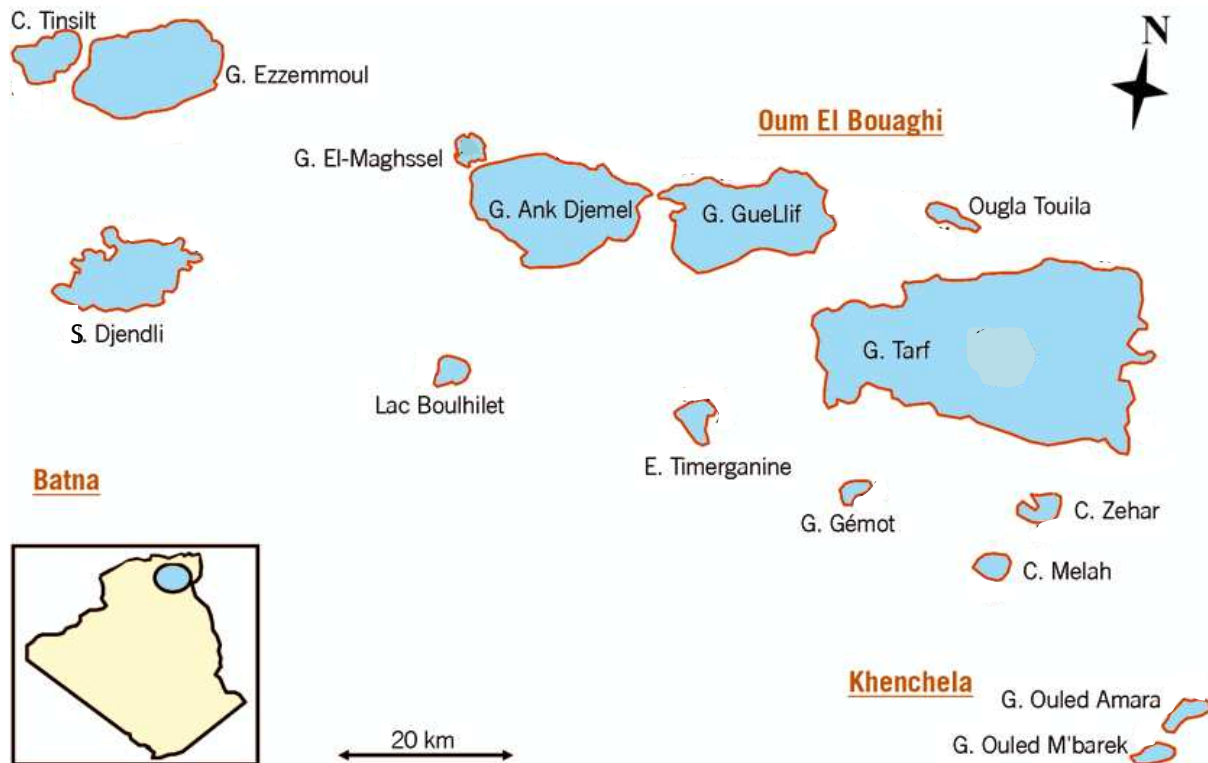 C. Tinsilt
N
G. Ezzemmoul
Oum El Bouaghi
G. El-Maghssel
G. Ank Djemel
G. GueLlif
Ougla Touila
S. Djendli
G. Tarf
Lac Boulhilet
E. Timerganine
Batna
G. Gémot
C. Zehar
C. Melah
Khenchela
G. Ouled Amara
20 km
G. Ouled M'barek